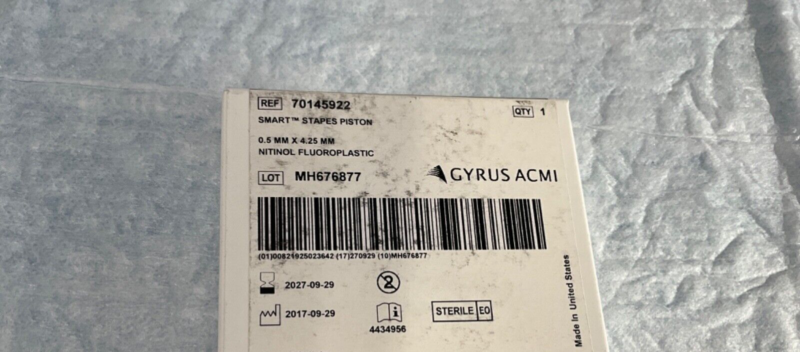 REF 70145922
QTY 1
SMART™ STAPES PISTON
0.5 MM X 4.25 MM
NITINOL FLUOROPLASTIC
LOT MH676877
GYRUS ACMI
(01)00821925023642 (17)270929 (10)MH676877
2027-09-29
2
2017-09-29
i
STERILE EO
4434956
Made In United States